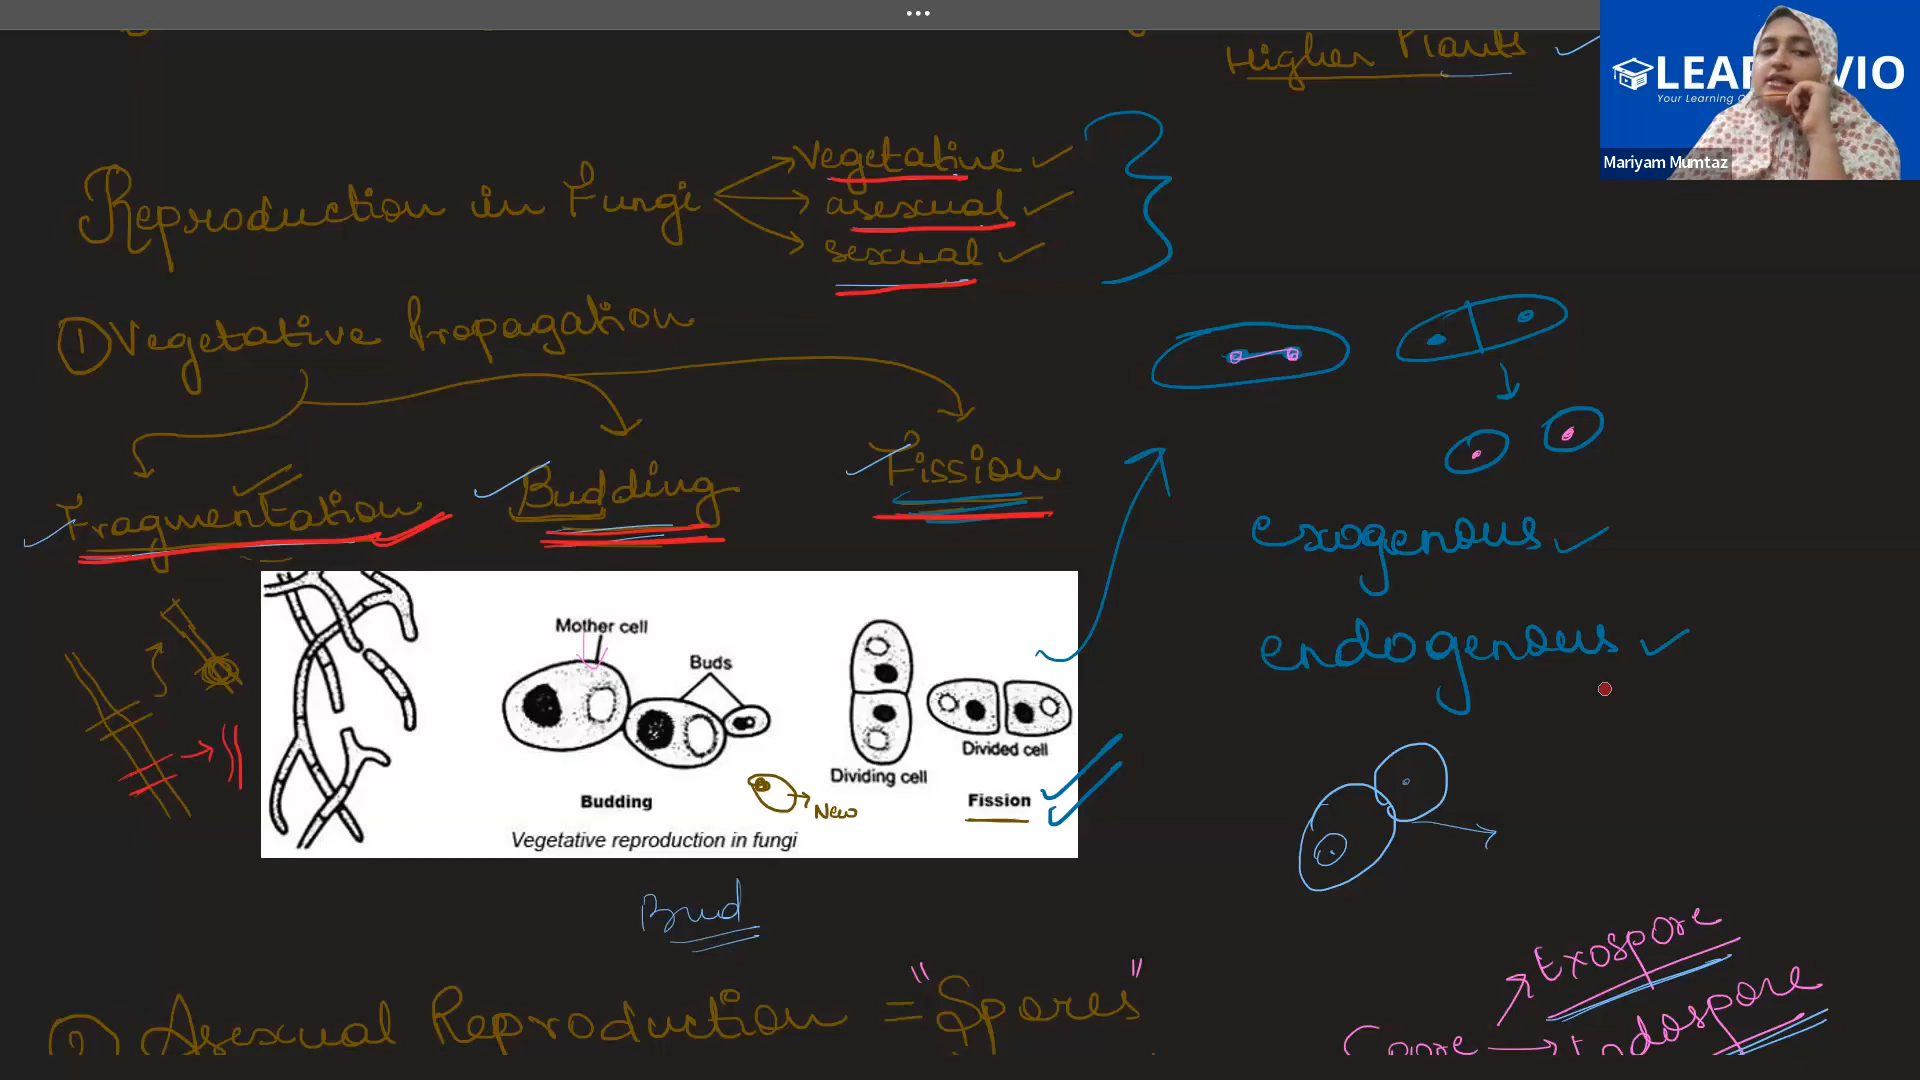 Higher Plants
LEAR VIO
Your Learning
Mariyam Mumtaz
Reproduction in Fungi
Vegetative
asexual
sexual
① Vegetative Propagation
Fragmentation
Budding
Fission
exogenous
endogenous
Mother cell
Buds
Dividing cell
Divided cell
Budding
Fission
New
Vegetative reproduction in fungi
Bud
Asexual Reproduction = "Spores"
Exospore
Endospore